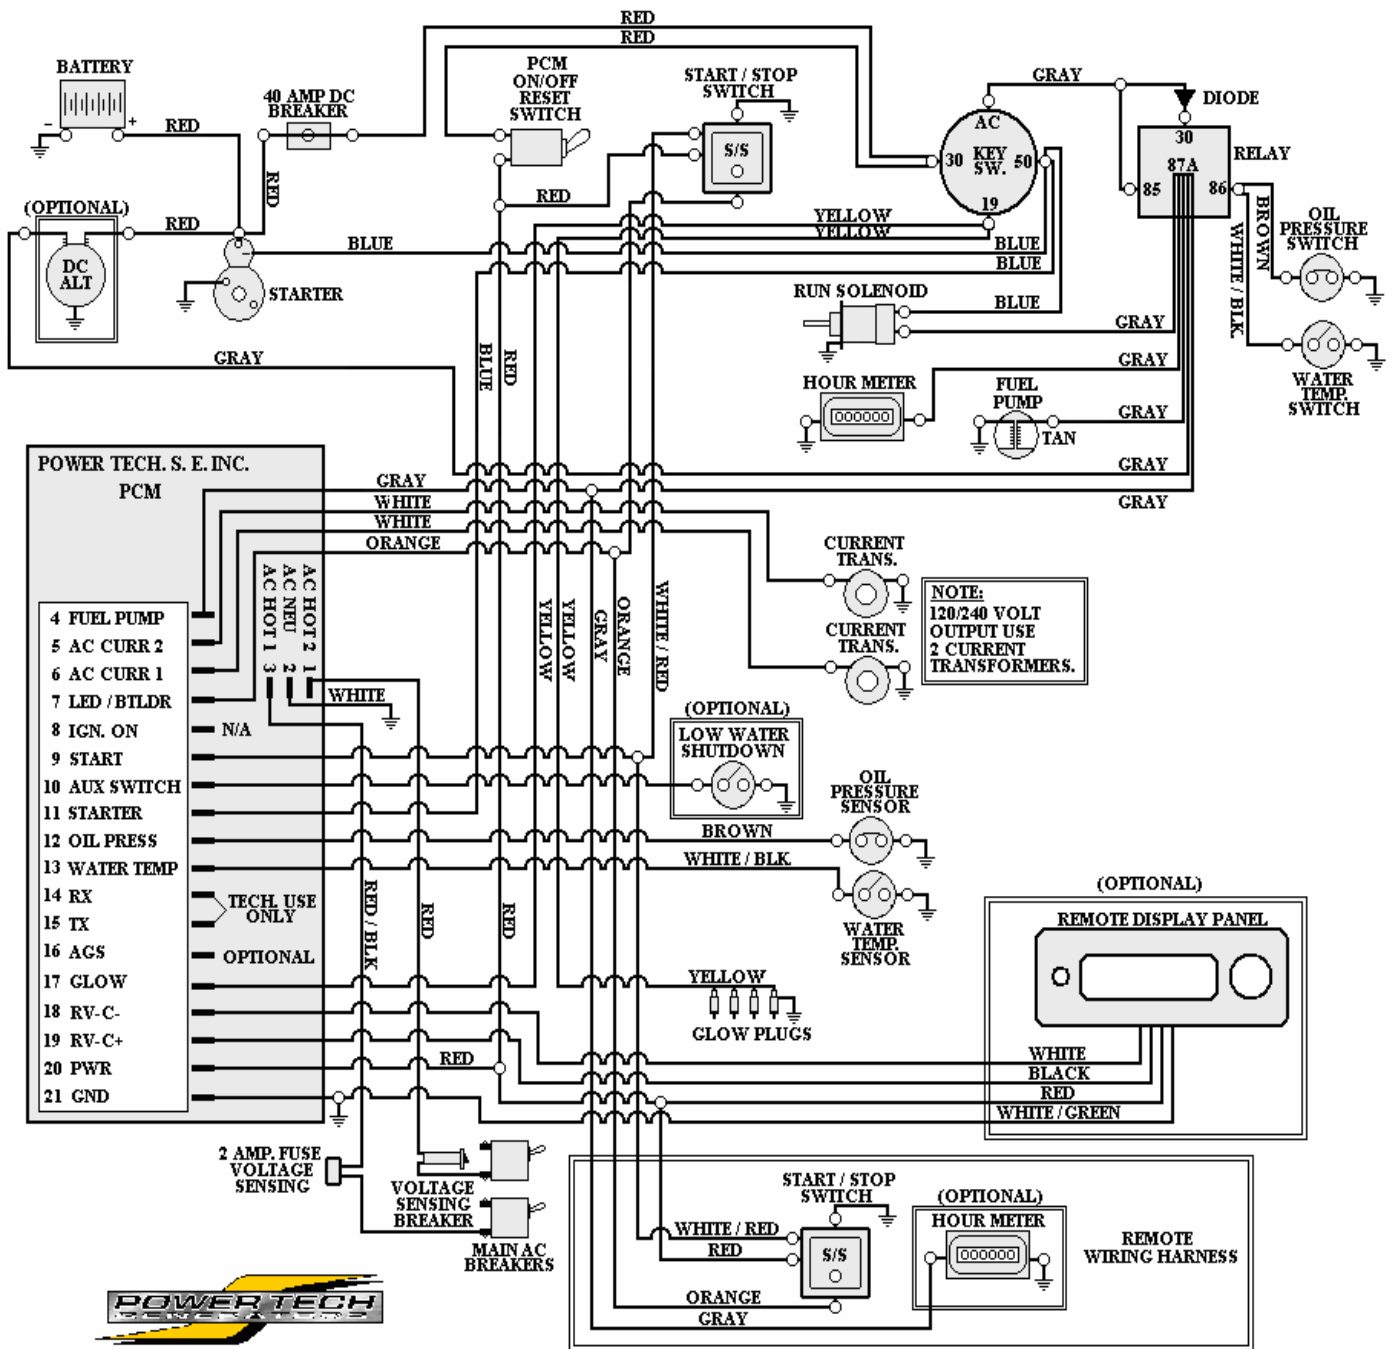 RED
RED
BATTERY
−
+
RED
40 AMP DC
BREAKER
PCM
ON/OFF
RESET
SWITCH
START / STOP
SWITCH
S/S
GRAY
DIODE
AC
30
KEY
SW.
50
19
30
87A
85
86
RELAY
RED
RED
(OPTIONAL)
RED
DC
ALT
STARTER
BLUE
YELLOW
YELLOW
BLUE
BLUE
BROWN
WHITE / BLK.
OIL
PRESSURE
SWITCH
WATER
TEMP.
SWITCH
RUN SOLENOID
BLUE
GRAY
GRAY
BLUE
RED
HOUR METER
000000
GRAY
FUEL
PUMP
GRAY
TAN
GRAY
GRAY
POWER TECH. S. E. INC.
PCM
GRAY
WHITE
WHITE
ORANGE
AC HOT 1 3
AC NEU 2
AC HOT 2 1
WHITE
4 FUEL PUMP
5 AC CURR 2
6 AC CURR 1
7 LED / BTLDR
8 IGN. ON
N/A
9 START
10 AUX SWITCH
11 STARTER
12 OIL PRESS
13 WATER TEMP
14 RX
15 TX
TECH. USE
ONLY
16 AGS
OPTIONAL
17 GLOW
18 RV-C-
19 RV-C+
20 PWR
21 GND
YELLOW
YELLOW
GRAY
ORANGE
WHITE / RED
CURRENT
TRANS.
CURRENT
TRANS.
NOTE:
120/240 VOLT
OUTPUT USE
2 CURRENT
TRANSFORMERS.
(OPTIONAL)
LOW WATER
SHUTDOWN
OIL
PRESSURE
SENSOR
BROWN
WHITE / BLK
WATER
TEMP.
SENSOR
RED / BLK
RED
RED
YELLOW
GLOW PLUGS
RED
(OPTIONAL)
REMOTE DISPLAY PANEL
WHITE
BLACK
RED
WHITE / GREEN
2 AMP. FUSE
VOLTAGE
SENSING
VOLTAGE
SENSING
BREAKER
MAIN AC
BREAKERS
START / STOP
SWITCH
WHITE / RED
RED
S/S
ORANGE
GRAY
(OPTIONAL)
HOUR METER
000000
REMOTE
WIRING HARNESS
POWER TECH
GENERATORS